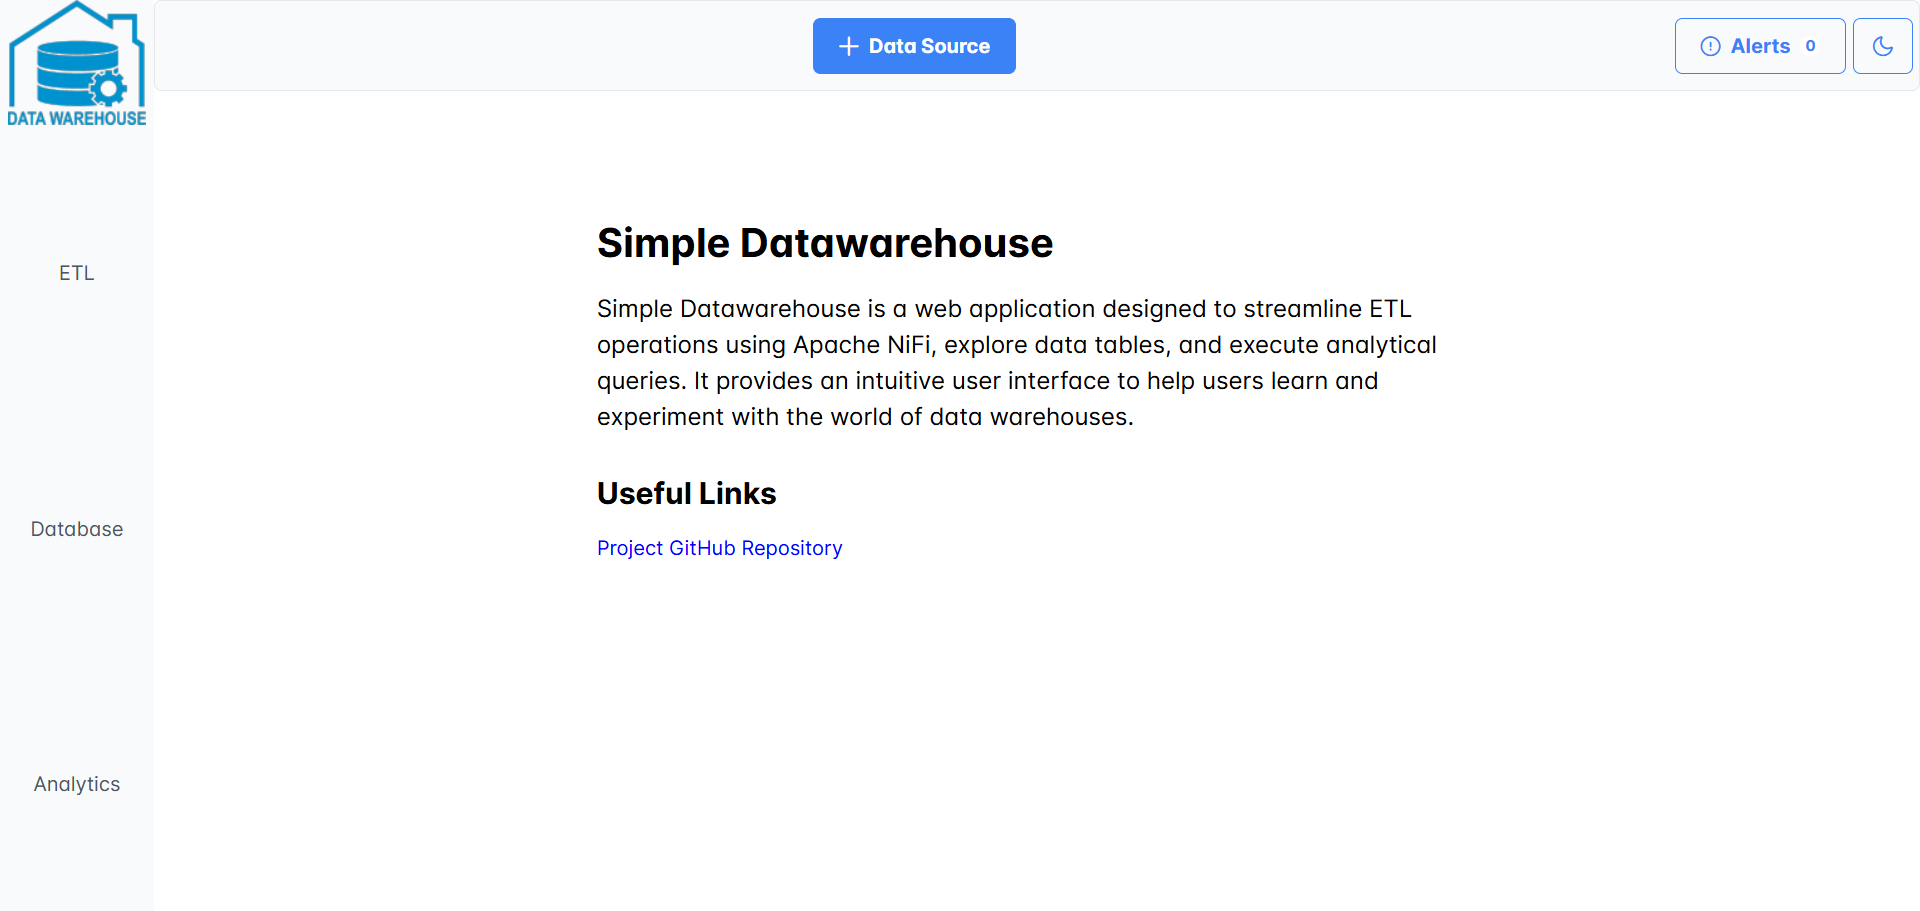 DATA WAREHOUSE
Data Source
Alerts 0
ETL
Database
Analytics
Simple Datawarehouse
Simple Datawarehouse is a web application designed to streamline ETL
operations using Apache NiFi, explore data tables, and execute analytical
queries. It provides an intuitive user interface to help users learn and
experiment with the world of data warehouses.
Useful Links
Project GitHub Repository